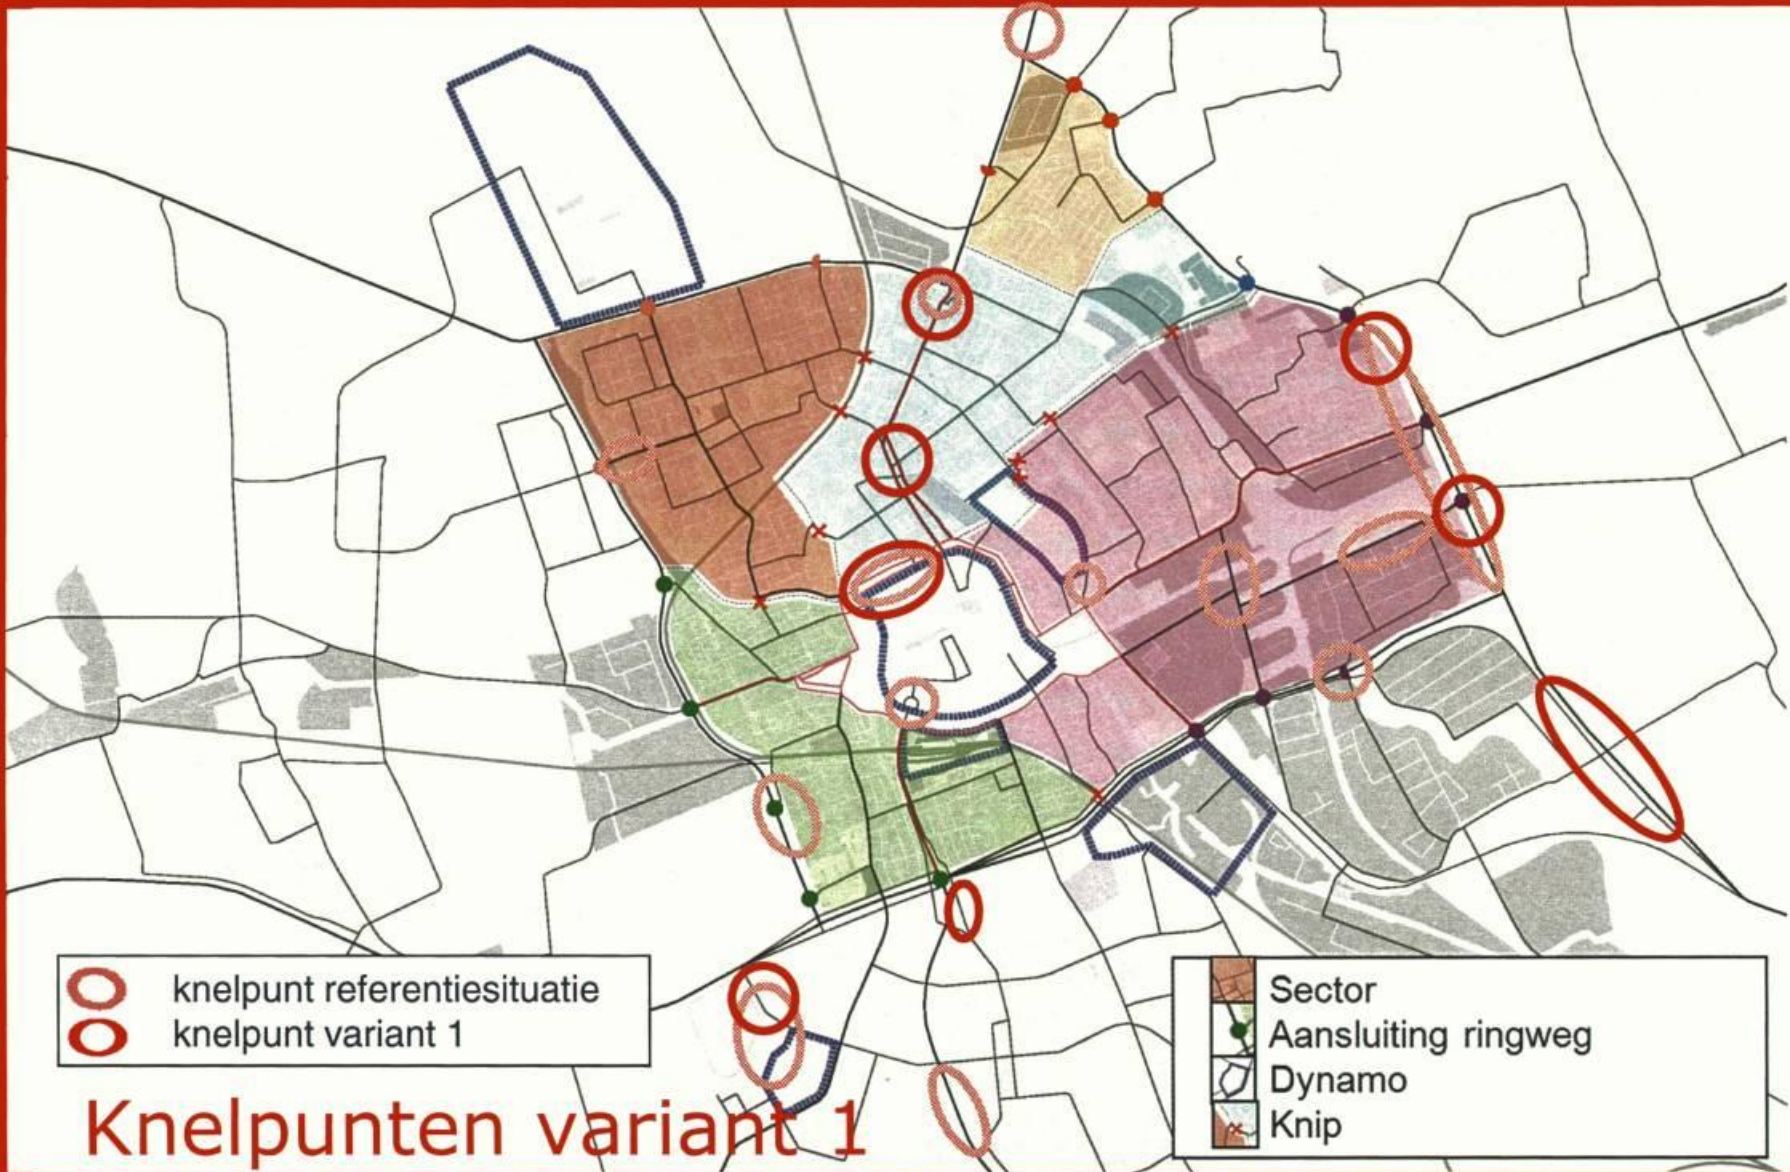 knelpunt referentiesituatie
knelpunt variant 1
Knelpunten variant 1
Sector
Aansluiting ringweg
Dynamo
Knip